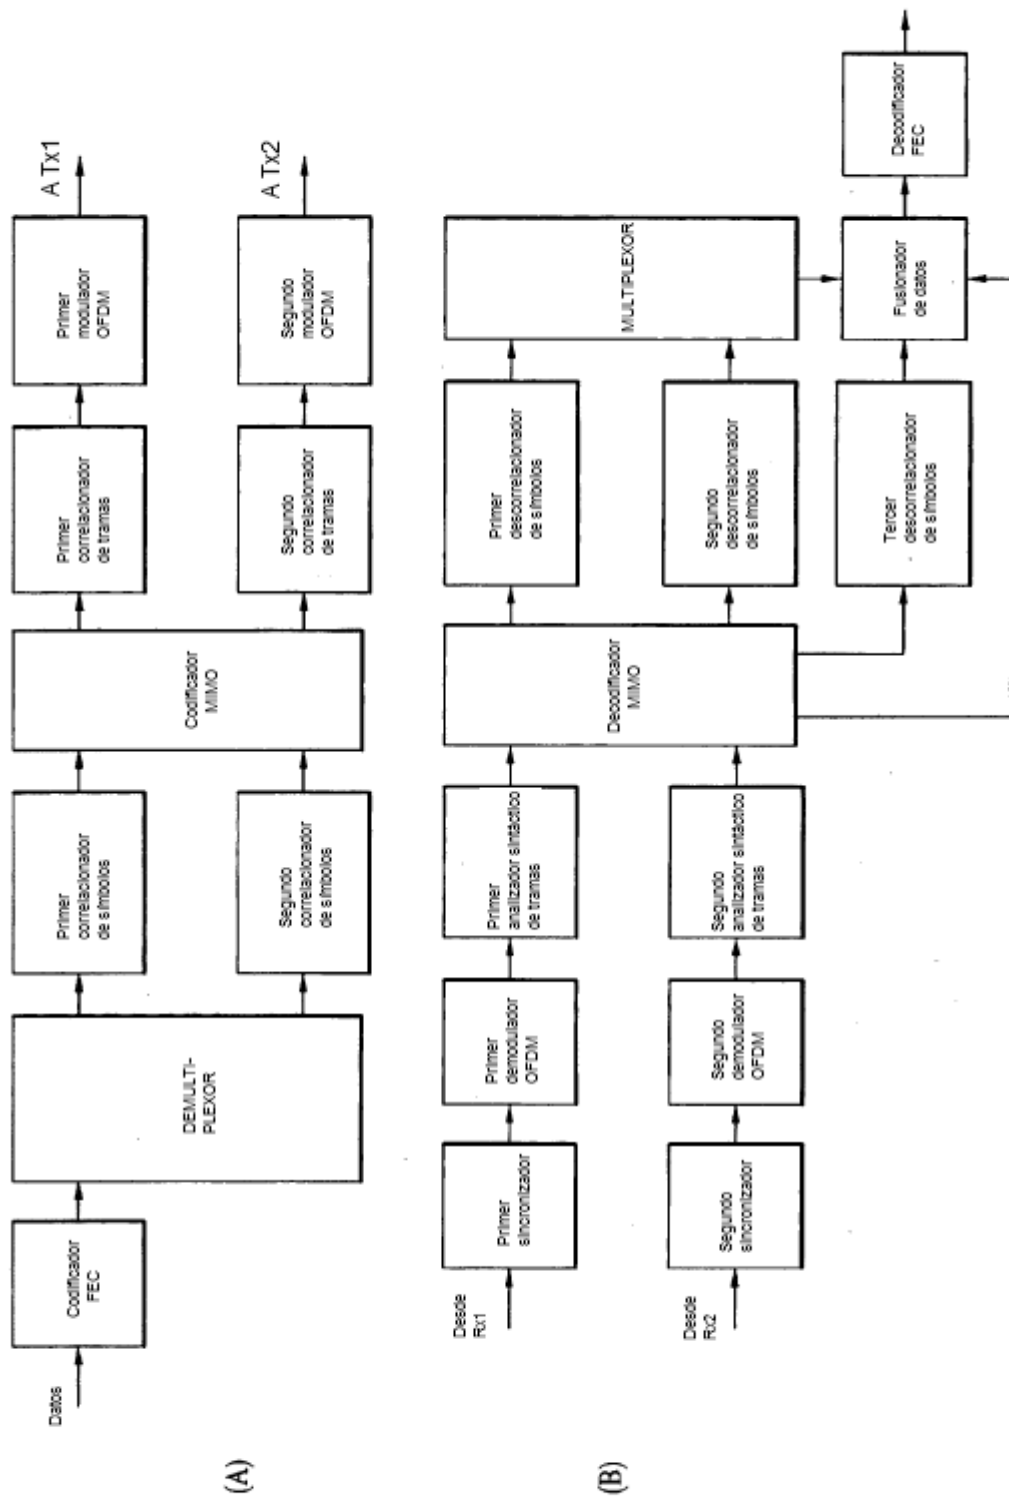 (A)
Datos
Codificador
FEC
DEMULTI-
PLEXOR
Primer
correlacionador
de símbolos
Segundo
correlacionador
de símbolos
Codificador
MIMO
Primer
correlacionador
de tramas
Segundo
correlacionador
de tramas
Primer
modulador
OFDM
Segundo
modulador
OFDM
A Tx1
A Tx2
(B)
Desde
Rx1
Desde
Rx2
Primer
sincronizador
Segundo
sincronizador
Primer
demodulador
OFDM
Segundo
demodulador
OFDM
Primer
analizador sintáctico
de tramas
Segundo
analizador sintáctico
de tramas
Decodificador
MIMO
Primer
descorrelacionador
de símbolos
Segundo
descorrelacionador
de símbolos
Tercer
descorrelacionador
de símbolos
MULTIPLEXOR
Fusionador
de datos
Decodificador
FEC